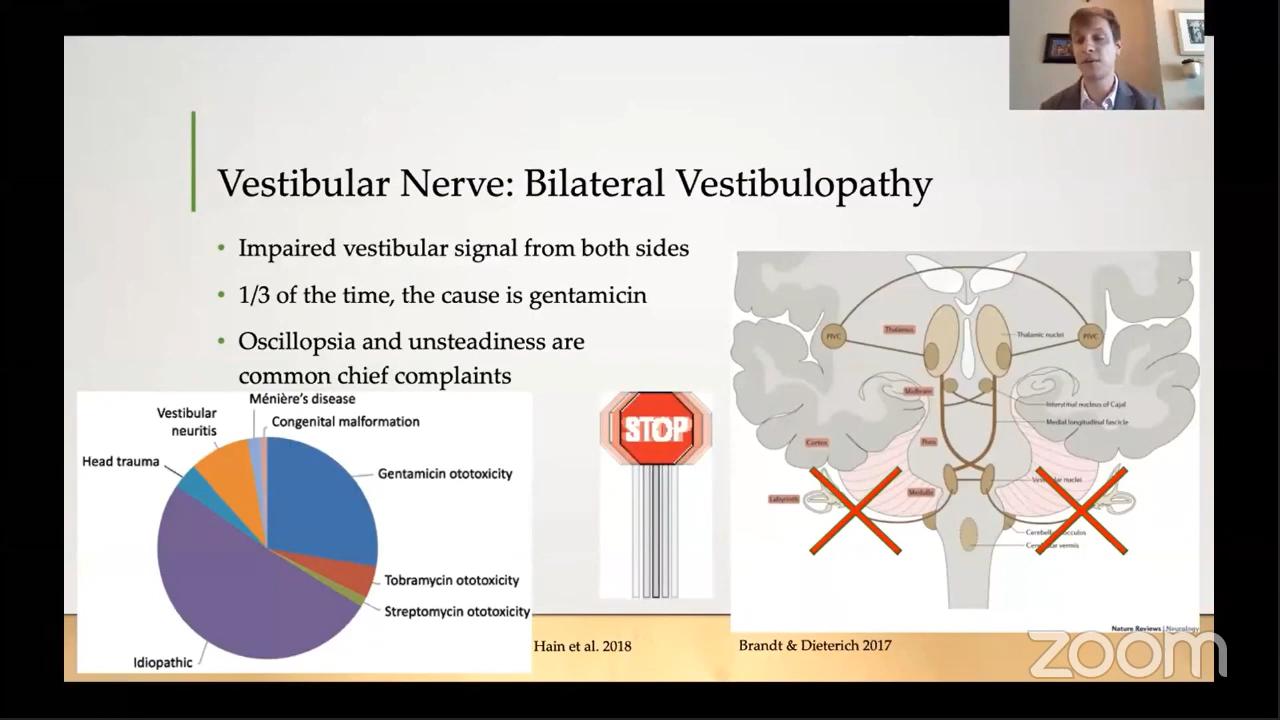 Vestibular Nerve: Bilateral Vestibulopathy
• Impaired vestibular signal from both sides
• 1/3 of the time, the cause is gentamicin
• Oscillopsia and unsteadiness are
common chief complaints
Ménière's disease
Vestibular
neuritis
Congenital malformation
Head trauma
Gentamicin ototoxicity
Tobramycin ototoxicity
Streptomycin ototoxicity
Idiopathic
STOP
PIVC
Thalamus
Thalamic nuclei
PIVC
Midbrain
Interstitial nucleus of Cajal
Medial longitudinal fascicle
Cortex
Pons
Vestibular nuclei
Labyrinth
Medulla
Cerebellar flocculus
Cerebellar vermis
Nature Reviews | Neurology
Hain et al. 2018
Brandt & Dieterich 2017
zoom